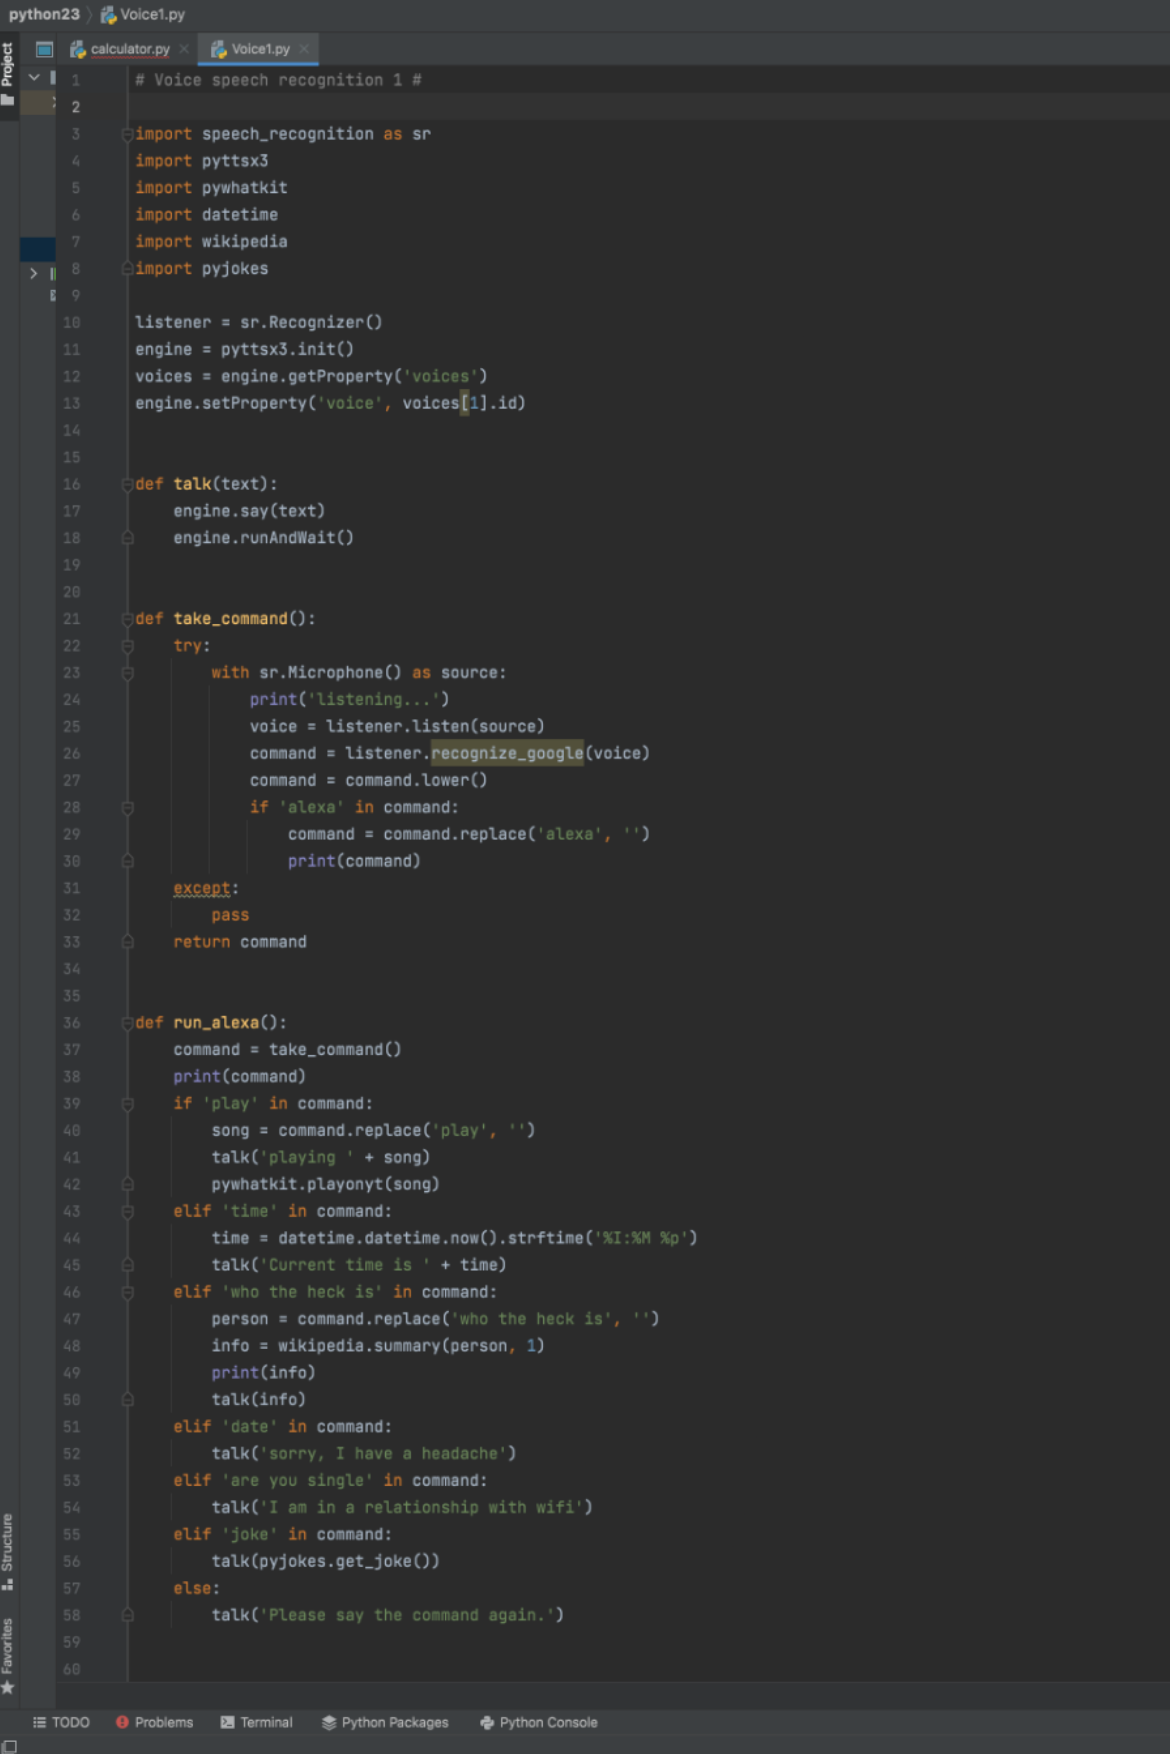 python23 Voice1.py
calculator.py Voice1.py
Project
1 # Voice speech recognition 1 #
2
3 import speech_recognition as sr
4 import pyttsx3
5 import pywhatkit
6 import datetime
7 import wikipedia
8 import pyjokes
9
10 listener = sr.Recognizer()
11 engine = pyttsx3.init()
12 voices = engine.getProperty('voices')
13 engine.setProperty('voice', voices[1].id)
14
15
16 def talk(text):
17 engine.say(text)
18 engine.runAndWait()
19
20
21 def take_command():
22 try:
23 with sr.Microphone() as source:
24 print('listening...')
25 voice = listener.listen(source)
26 command = listener.recognize_google(voice)
27 command = command.lower()
28 if 'alexa' in command:
29 command = command.replace('alexa', '')
30 print(command)
31 except:
32 pass
33 return command
34
35
36 def run_alexa():
37 command = take_command()
38 print(command)
39 if 'play' in command:
40 song = command.replace('play', '')
41 talk('playing ' + song)
42 pywhatkit.playonyt(song)
43 elif 'time' in command:
44 time = datetime.datetime.now().strftime('%I:%M %p')
45 talk('Current time is ' + time)
46 elif 'who the heck is' in command:
47 person = command.replace('who the heck is', '')
48 info = wikipedia.summary(person, 1)
49 print(info)
50 talk(info)
51 elif 'date' in command:
52 talk('sorry, I have a headache')
53 elif 'are you single' in command:
54 talk('I am in a relationship with wifi')
55 elif 'joke' in command:
56 talk(pyjokes.get_joke())
57 else:
58 talk('Please say the command again.')
59
60
Structure
Favorites
TODO Problems Terminal Python Packages Python Console